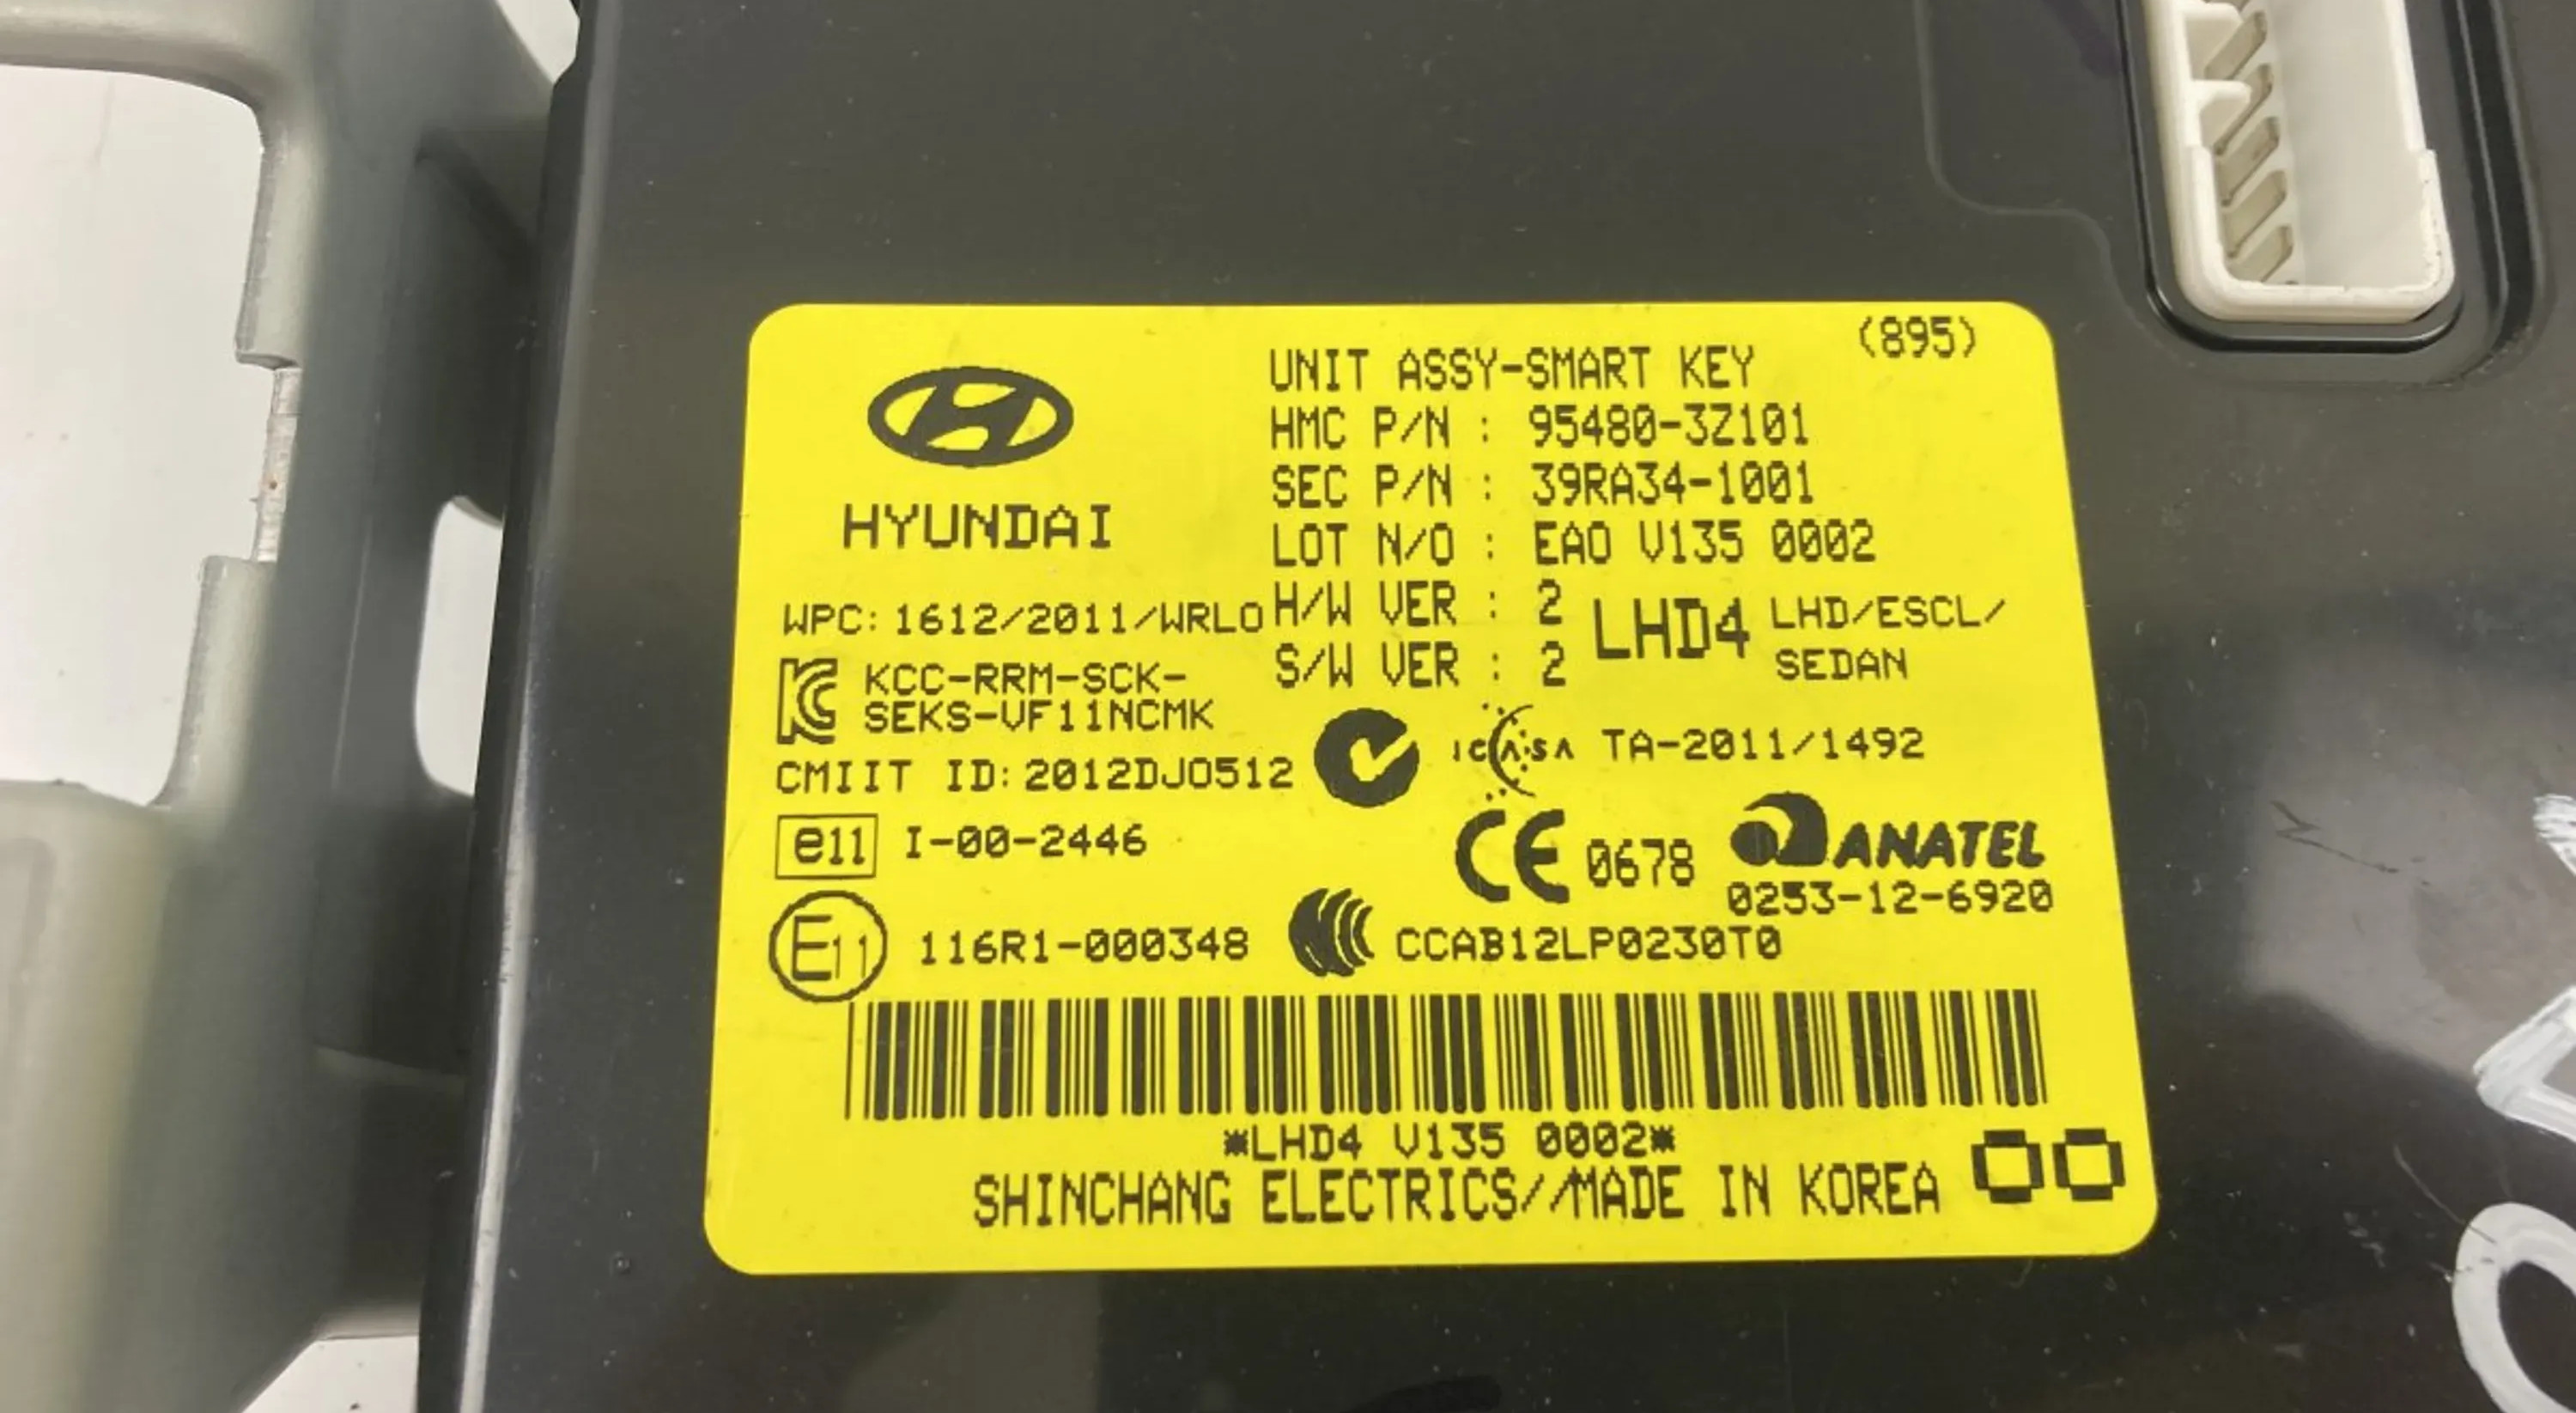 (895)
UNIT ASSY-SMART KEY
HMC P/N : 95480-3Z101
SEC P/N : 39RA34-1001
LOT N/O : EAO V135 0002
H/W VER : 2
S/W VER : 2
LHD4
LHD/ESCL/
SEDAN
HYUNDAI
WPC: 1612/2011/WRLO
KCC-RRM-SCK-
SEKS-VF11NCMK
CMIIT ID: 2012DJ0512
ICASA TA-2011/1492
e11 I-00-2446
CE 0678
ANATEL
0253-12-6920
E11 116R1-000348
CCAB12LP0230T0
*LHD4 V135 0002*
SHINCHANG ELECTRICS//MADE IN KOREA